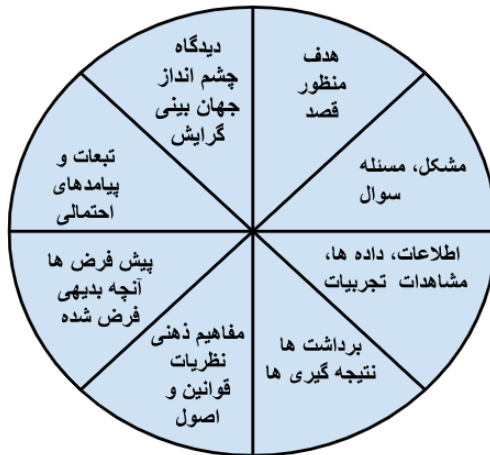 هدف
منظور
قصد
مشکل، مسئله
سوال
اطلاعات، داده ها،
مشاهدات تجربیات
برداشت ها
نتیجه گیری ها
مفاهیم ذهنی
نظریات
قوانین و
اصول
پیش فرض ها
آنچه بدیهی
فرض شده
تبعات و
پیامدهای
احتمالی
دیدگاه
چشم انداز
جهان بینی
گرایش